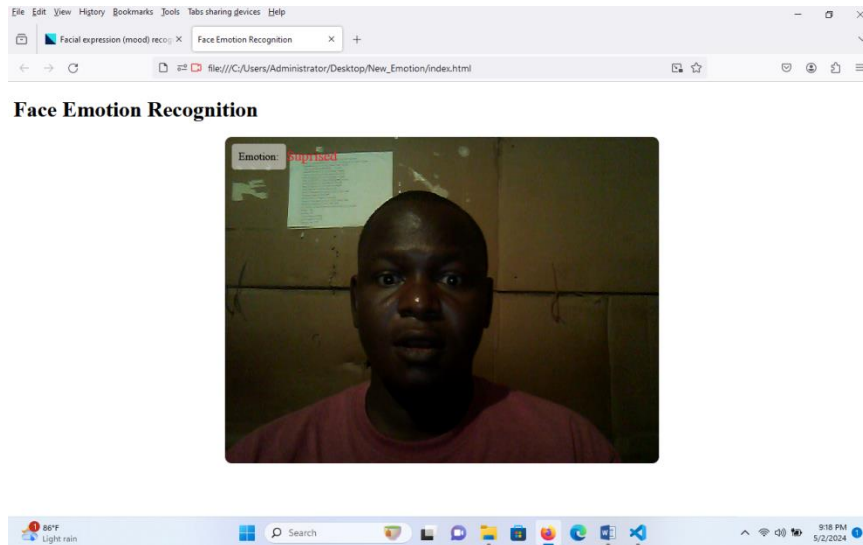 File Edit View History Bookmarks Tools Tabs sharing devices Help
Facial expression (mood) recog Face Emotion Recognition
file:///C:/Users/Administrator/Desktop/New_Emotion/index.html
Face Emotion Recognition
Emotion: Suprised
86°F
Light rain
1
Search
9:18 PM
5/2/2024
1